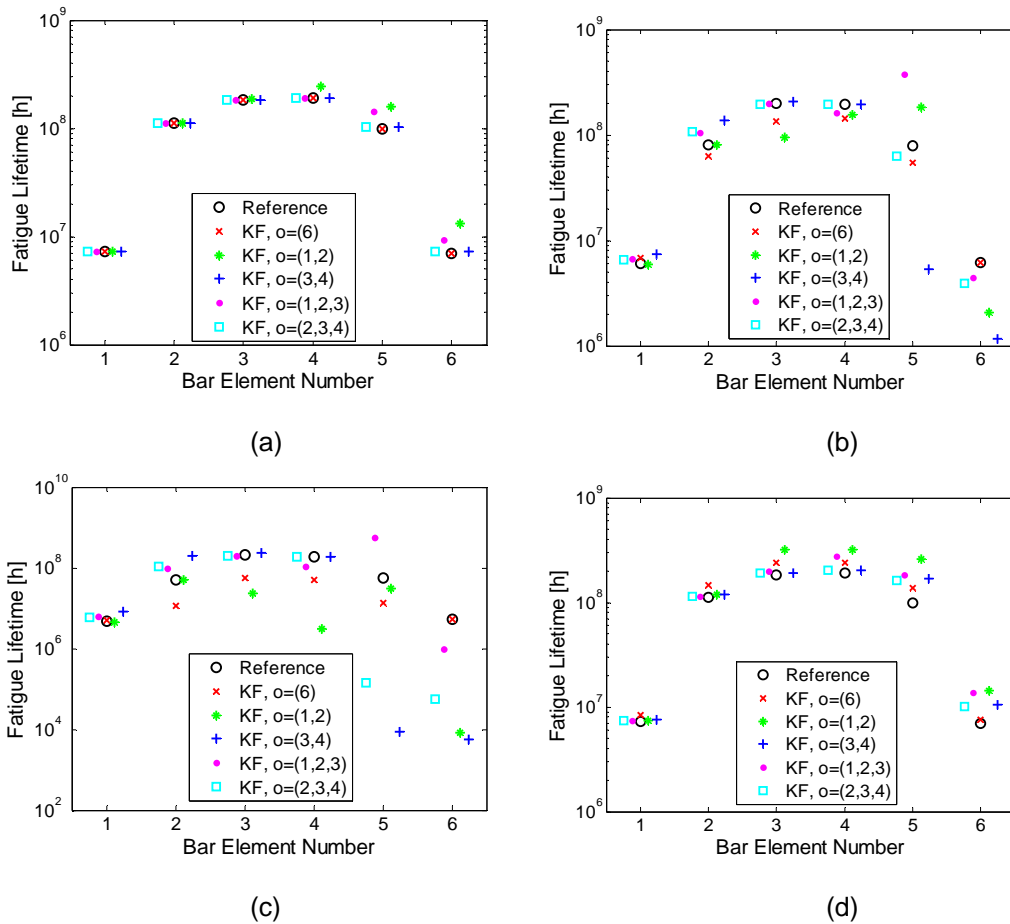 10^9
10^8
10^7
10^6
Fatigue Lifetime [h]
Reference
KF, o=(6)
KF, o=(1,2)
KF, o=(3,4)
KF, o=(1,2,3)
KF, o=(2,3,4)
1 2 3 4 5 6
Bar Element Number
(a)
10^9
10^8
10^7
10^6
Fatigue Lifetime [h]
Reference
KF, o=(6)
KF, o=(1,2)
KF, o=(3,4)
KF, o=(1,2,3)
KF, o=(2,3,4)
1 2 3 4 5 6
Bar Element Number
(b)
10^10
10^8
10^6
10^4
10^2
Fatigue Lifetime [h]
Reference
KF, o=(6)
KF, o=(1,2)
KF, o=(3,4)
KF, o=(1,2,3)
KF, o=(2,3,4)
1 2 3 4 5 6
Bar Element Number
(c)
10^9
10^8
10^7
10^6
Fatigue Lifetime [h]
Reference
KF, o=(6)
KF, o=(1,2)
KF, o=(3,4)
KF, o=(1,2,3)
KF, o=(2,3,4)
1 2 3 4 5 6
Bar Element Number
(d)